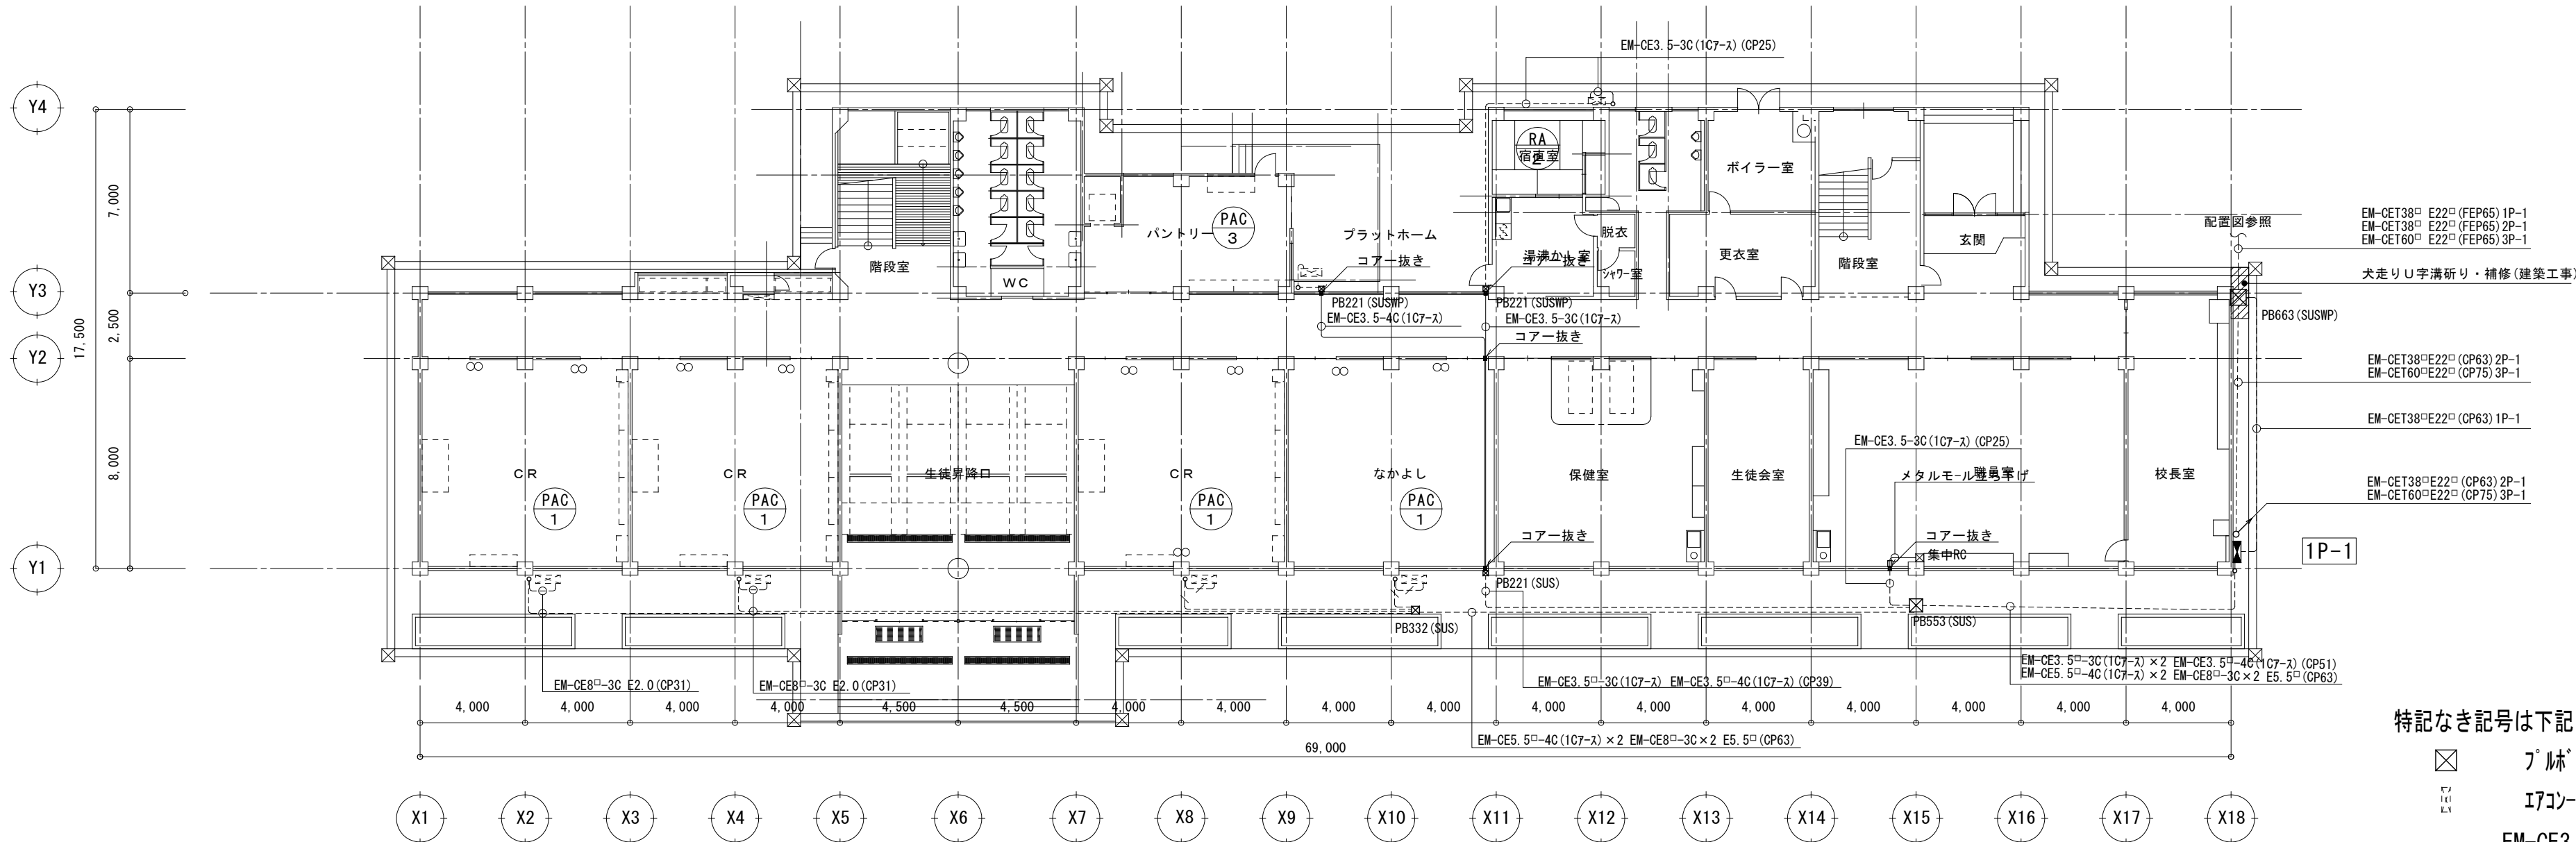 EM-CE3.5-3C(1Cアース)(CP25)
Y4
RA
2
宿直室
ボイラー室
7,000
PAC
3
パントリー
プラットホーム
脱衣
更衣室
玄関
配置図参照
EM-CET38□ E22□(FEP65)1P-1
EM-CET38□ E22□(FEP65)2P-1
EM-CET60□ E22□(FEP65)3P-1
階段室
WC
コアー抜き
湯沸かし室
コアー抜き
シャワー室
階段室
犬走りU字溝斫り・補修(建築工事)
Y3
PB221(SUSWP)
PB221(SUSWP)
PB663(SUSWP)
17,500
2,500
EM-CE3.5-4C(1Cアース)
EM-CE3.5-3C(1Cアース)
コアー抜き
Y2
EM-CET38□E22□(CP63)2P-1
EM-CET60□E22□(CP75)3P-1
EM-CET38□E22□(CP63)1P-1
8,000
EM-CE3.5-3C(1Cアース)(CP25)
CR
CR
生徒昇降口
CR
なかよし
保健室
生徒会室
メタルモール立ち下げ
職員室
校長室
EM-CET38□E22□(CP63)2P-1
EM-CET60□E22□(CP75)3P-1
PAC
1
PAC
1
PAC
1
PAC
1
コアー抜き
コアー抜き
集中RC
1P-1
Y1
PB221(SUS)
PB332(SUS)
PB553(SUS)
EM-CE8□-3C E2.0(CP31)
EM-CE8□-3C E2.0(CP31)
EM-CE3.5□-3C(1Cアース) EM-CE3.5□-4C(1Cアース)(CP39)
EM-CE3.5□-3C(1Cアース)×2 EM-CE3.5□-4C(1Cアース)(CP51)
EM-CE5.5□-4C(1Cアース)×2 EM-CE8□-3C×2 E5.5□(CP63)
4,000 4,000 4,000 4,000 4,500 4,500 4,000 4,000 4,000 4,000 4,000 4,000 4,000 4,000 4,000 4,000 4,000
特記なき記号は下記
69,000
EM-CE5.5□-4C(1Cアース)×2 EM-CE8□-3C×2 E5.5□(CP63)
プルボ
エアコン
X1 X2 X3 X4 X5 X6 X7 X8 X9 X10 X11 X12 X13 X14 X15 X16 X17 X18